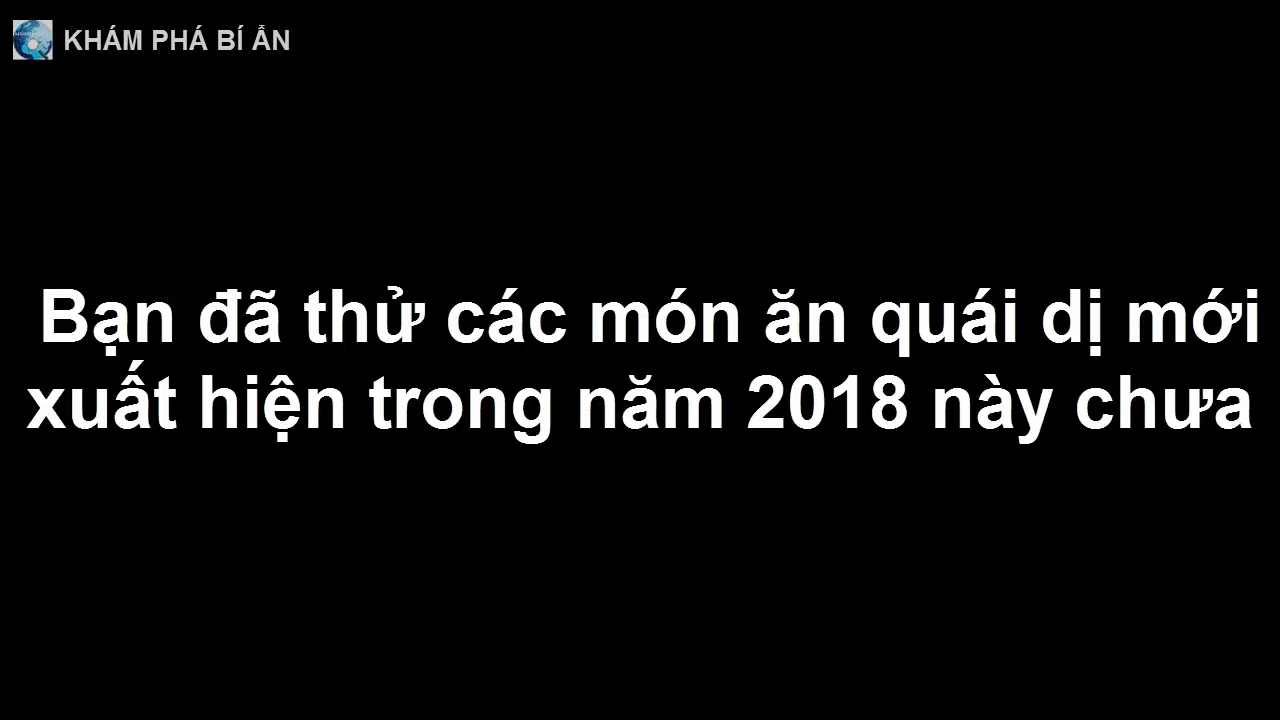 KHÁM PHÁ BÍ ẨN
Bạn đã thử các món ăn quái dị mới
xuất hiện trong năm 2018 này chưa